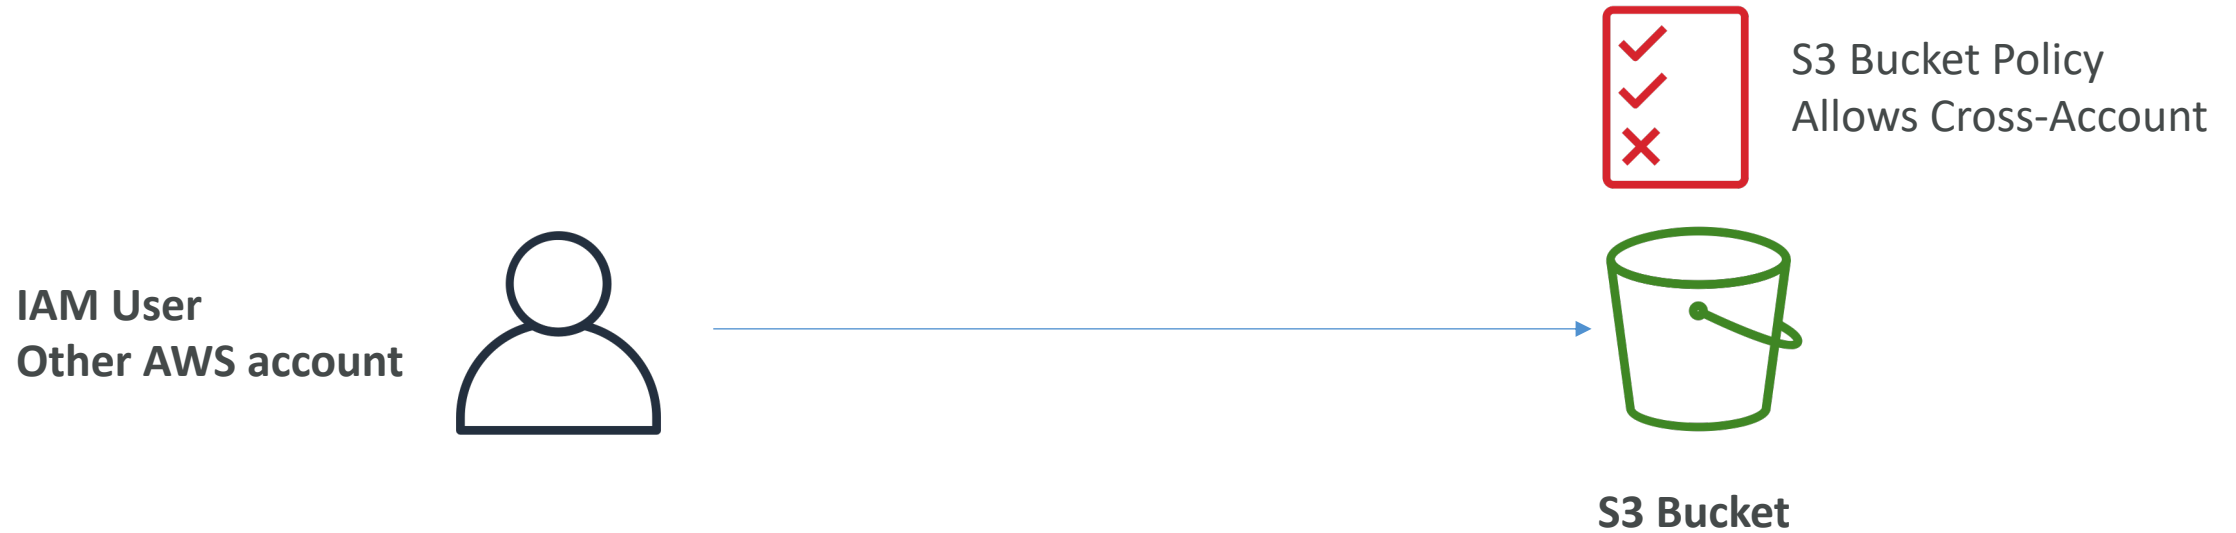 S3 Bucket Policy
Allows Cross-Account
IAM User
Other AWS account
S3 Bucket